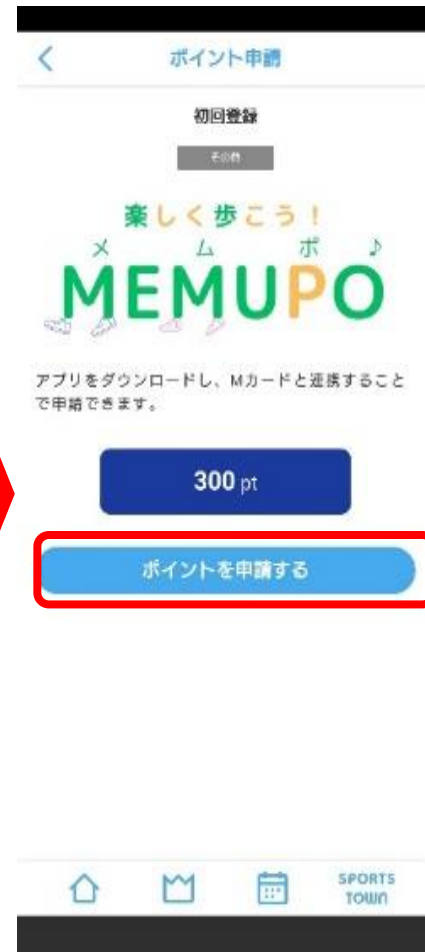 ポイント申請
初回登録
その他
楽しく歩こう!
メムポ♪
MEMUPO
アプリをダウンロードし、Mカードと連携すること
で申請できます。
300 pt
ポイントを申請する
SPORTS
TOWN